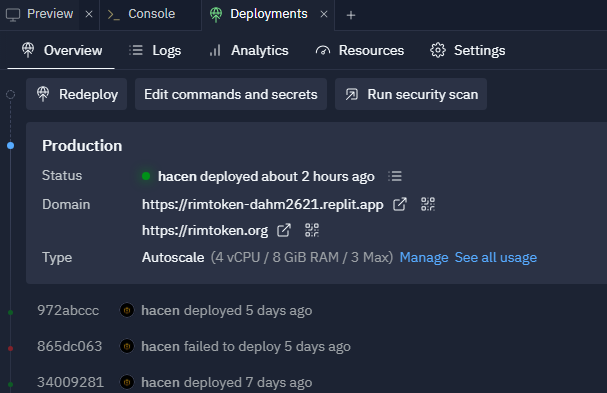 Preview Console Deployments
Overview Logs Analytics Resources Settings
Redeploy Edit commands and secrets Run security scan
Production
Status hacen deployed about 2 hours ago
Domain https://rimtoken-dahm2621.replit.app
https://rimtoken.org
Type Autoscale (4 vCPU / 8 GiB RAM / 3 Max) Manage See all usage
972abccc hacen deployed 5 days ago
865dc063 hacen failed to deploy 5 days ago
34009281 hacen deployed 7 days ago